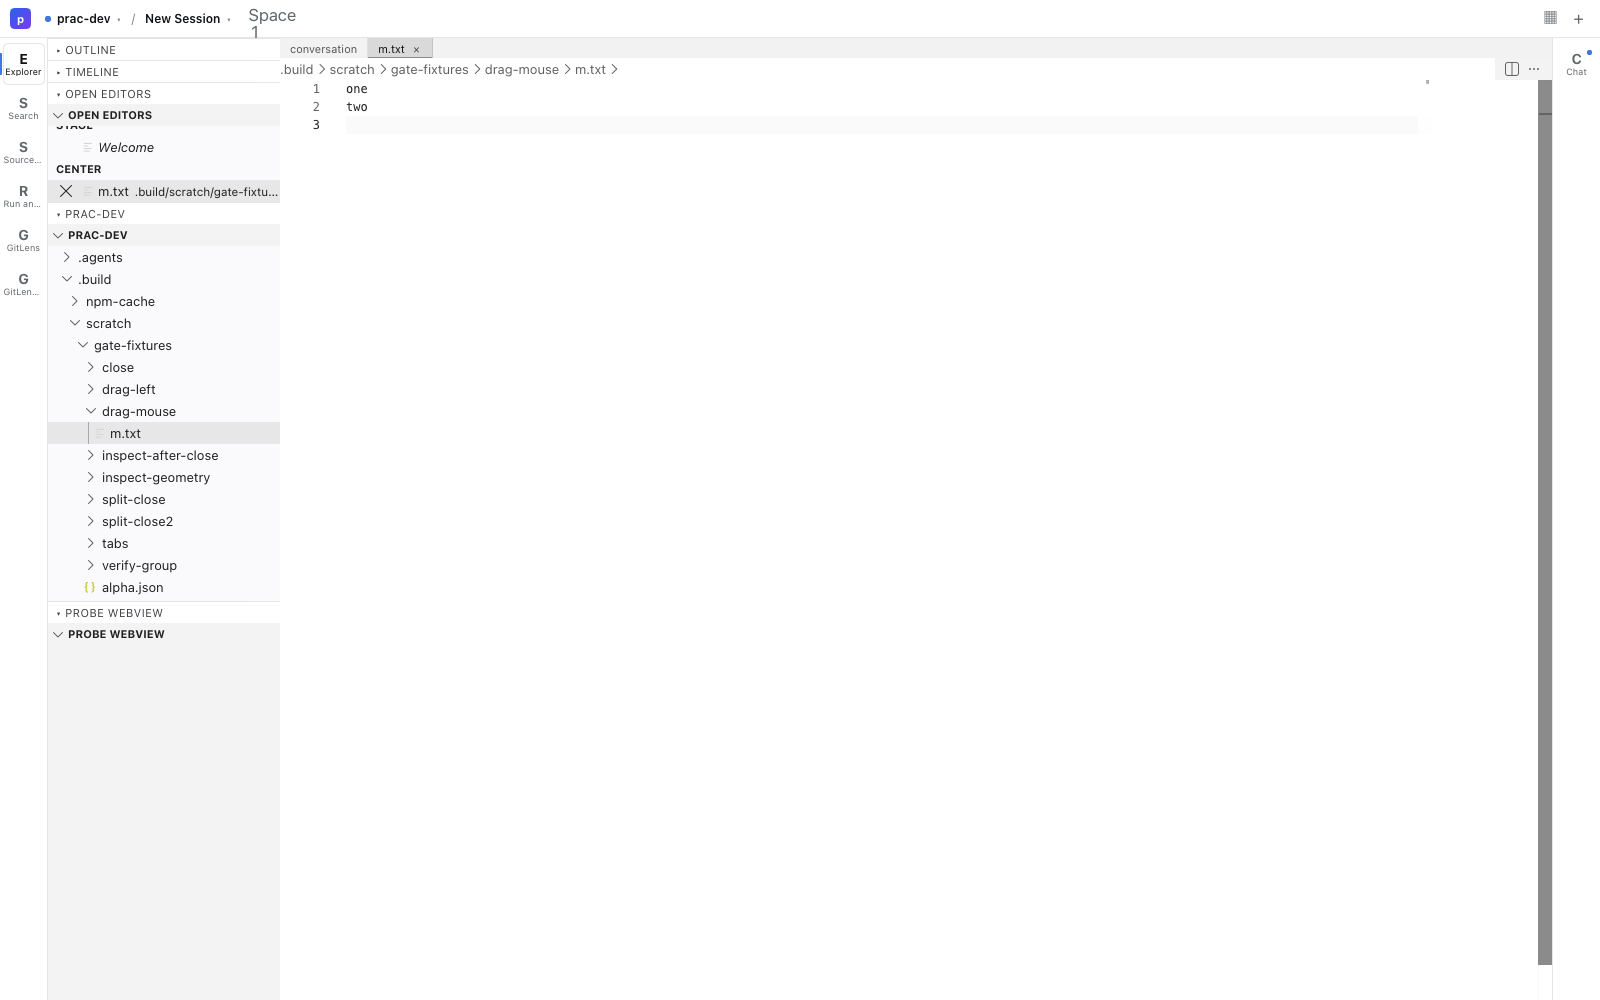 p prac-dev / New Session Space 1 +
E Explorer
S Search
S Source...
R Run an...
G GitLens
G GitLen...
OUTLINE
TIMELINE
OPEN EDITORS
OPEN EDITORS
STAGE
Welcome
CENTER
m.txt .build/scratch/gate-fixtu...
PRAC-DEV
PRAC-DEV
.agents
.build
npm-cache
scratch
gate-fixtures
close
drag-left
drag-mouse
m.txt
inspect-after-close
inspect-geometry
split-close
split-close2
tabs
verify-group
{} alpha.json
PROBE WEBVIEW
PROBE WEBVIEW
conversation m.txt ×
.build > scratch > gate-fixtures > drag-mouse > m.txt > ...
1 one
2 two
3
C Chat